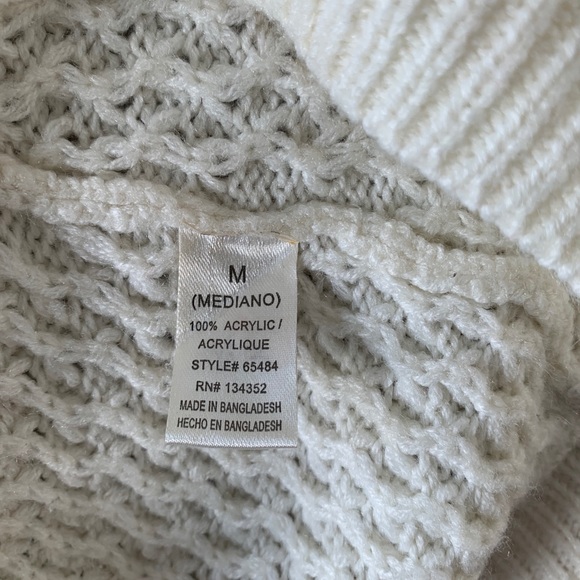 M
(MEDIANO)
100% ACRYLIC /
ACRYLIQUE
STYLE# 65484
RN# 134352
MADE IN BANGLADESH
HECHO EN BANGLADESH